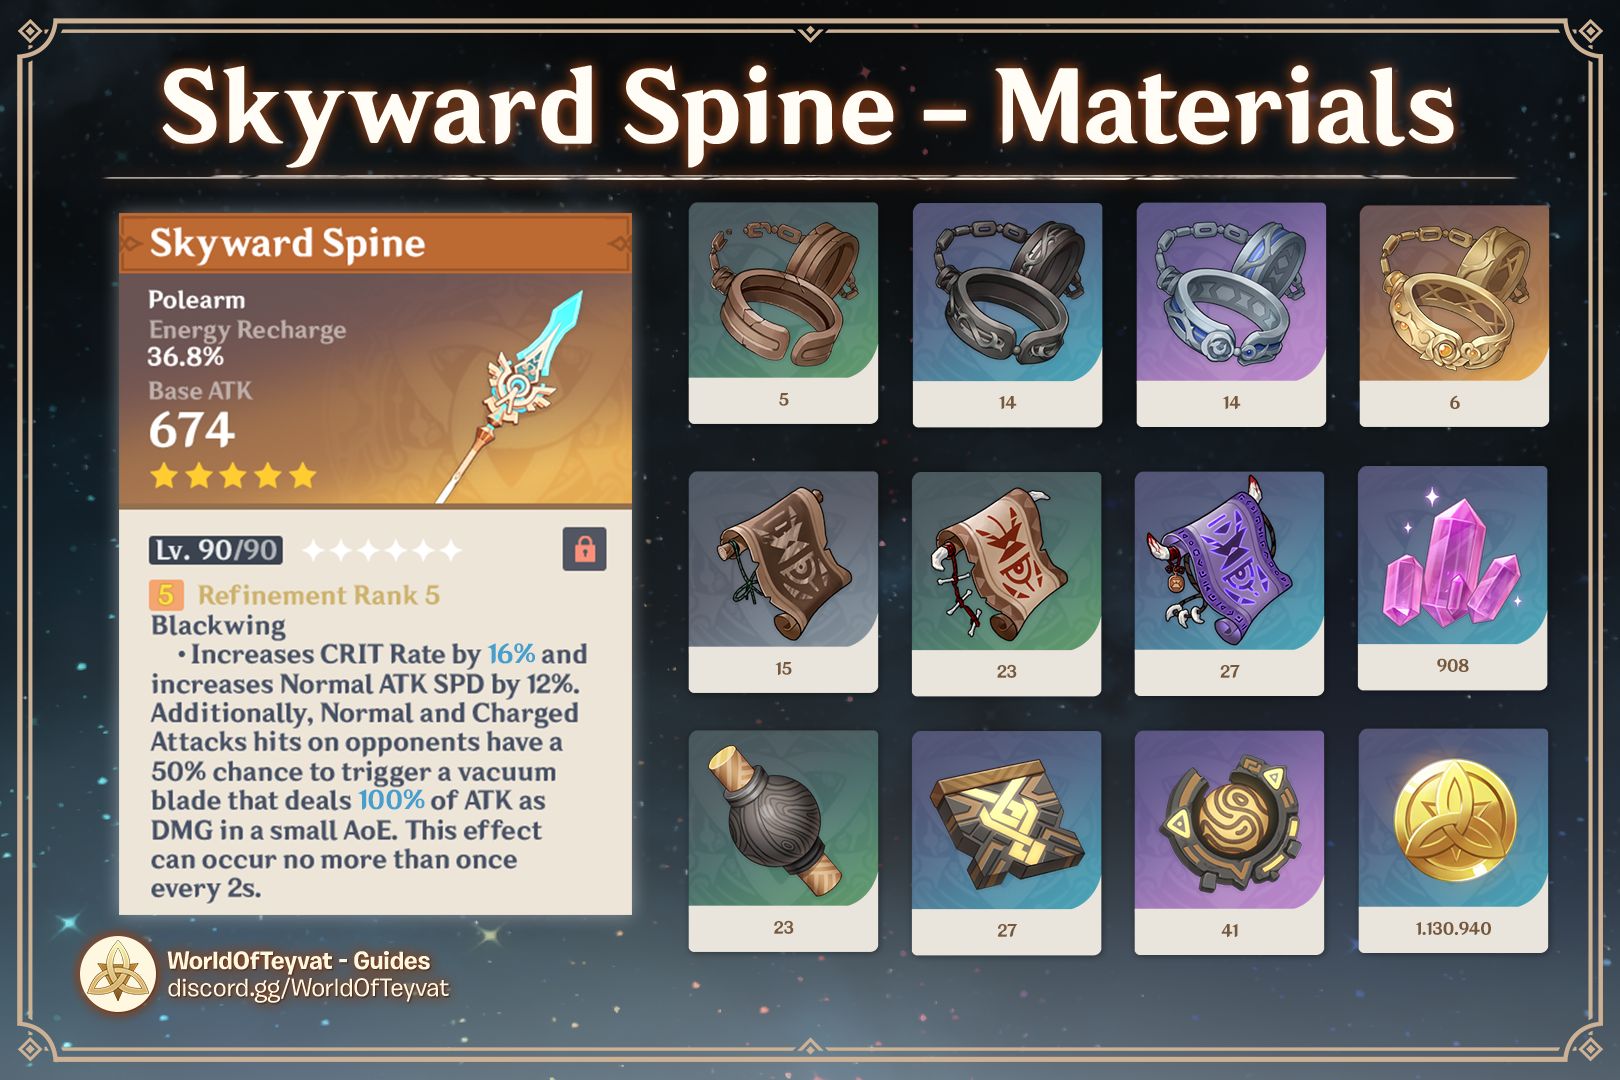 Skyward Spine – Materials
Skyward Spine
Polearm
Energy Recharge
36.8%
Base ATK
674
Lv. 90/90
5 Refinement Rank 5
Blackwing
• Increases CRIT Rate by 16% and
increases Normal ATK SPD by 12%.
Additionally, Normal and Charged
Attacks hits on opponents have a
50% chance to trigger a vacuum
blade that deals 100% of ATK as
DMG in a small AoE. This effect
can occur no more than once
every 2s.
5
14
14
6
15
23
27
908
23
27
41
1.130.940
WorldOfTeyvat - Guides
discord.gg/WorldOfTeyvat